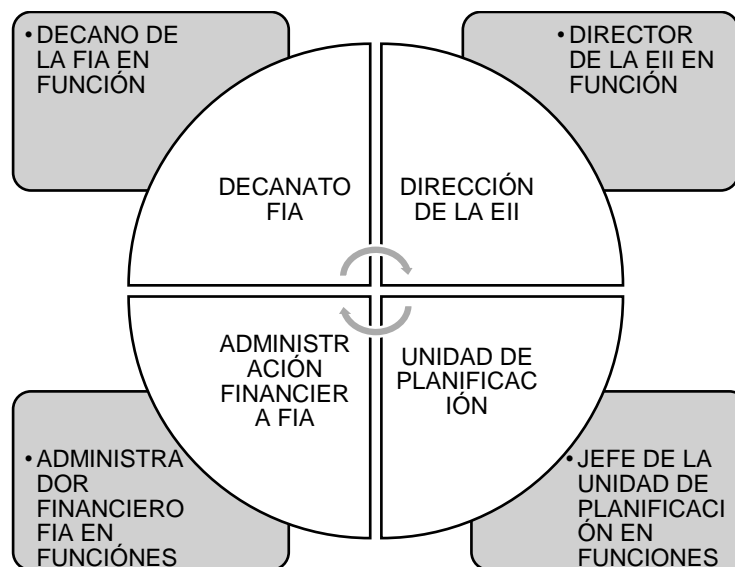 • DECANO DE
LA FIA EN
FUNCIÓN
• DIRECTOR
DE LA EII EN
FUNCIÓN
DECANATO
FIA
DIRECCIÓN
DE LA EII
ADMINISTR
ACIÓN
FINANCIER
A FIA
UNIDAD DE
PLANIFICAC
IÓN
• ADMINISTRA
DOR
FINANCIERO
FIA EN
FUNCIÓNES
• JEFE DE LA
UNIDAD DE
PLANIFICACI
ÓN EN
FUNCIONES